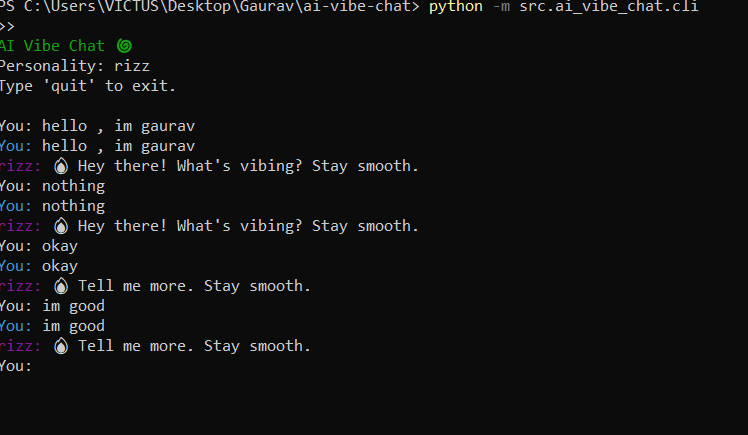 PS C:\Users\VICTUS\Desktop\Gaurav\ai-vibe-chat> python -m src.ai_vibe_chat.cli
>>
AI Vibe Chat 🌀
Personality: rizz
Type 'quit' to exit.
You: hello , im gaurav
You: hello , im gaurav
rizz: 💧 Hey there! What's vibing? Stay smooth.
You: nothing
You: nothing
rizz: 💧 Hey there! What's vibing? Stay smooth.
You: okay
You: okay
rizz: 💧 Tell me more. Stay smooth.
You: im good
You: im good
rizz: 💧 Tell me more. Stay smooth.
You: